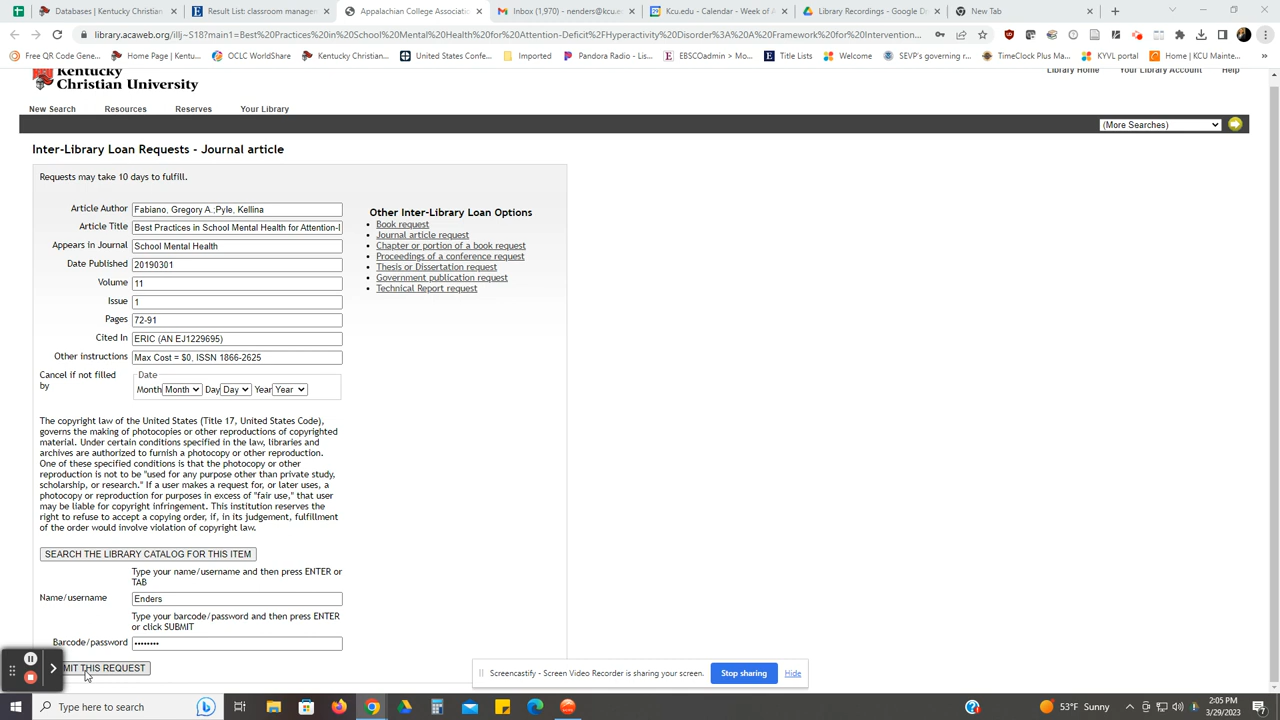 Databases | Kentucky Christian
Result List: classroom managem
Appalachian College Associatio
Inbox (1,970) - nenders@kcu.e
Kcu.edu - Calendar - Week of A
Library Recordings - Google D
New Tab
library.acaweb.org/illj~S18?main1=Best+Practices+in+School+Mental+Health+for+Attention-Deficit%2FHyperactivity+Disorder%3A+A+Framework+for+Intervention...
Free QR Code Gene...
Home Page | Kentu...
OCLC WorldShare
Kentucky Christian...
United States Confe...
Imported
Pandora Radio - Lis...
EBSCOadmin > Mo...
Title Lists
Welcome
SEVP's governing r...
TimeClock Plus Ma...
KYVL portal
Home | KCU Mainte...
»
Kentucky
Christian University
Library Home
Your Library Account
Help
New Search
Resources
Reserves
Your Library
(More Searches)
Inter-Library Loan Requests - Journal article
Requests may take 10 days to fulfill.
Article Author Fabiano, Gregory A.;Pyle, Kellina
Article Title Best Practices in School Mental Health for Attention-I
Appears in Journal School Mental Health
Date Published 20190301
Volume 11
Issue 1
Pages 72-91
Cited In ERIC (AN EJ1229695)
Other instructions Max Cost = $0, ISSN 1866-2625
Cancel if not filled
by
Date
Month Month Day Day Year Year
Other Inter-Library Loan Options
Book request
Journal article request
Chapter or portion of a book request
Proceedings of a conference request
Thesis or Dissertation request
Government publication request
Technical Report request
The copyright law of the United States (Title 17, United States Code),
governs the making of photocopies or other reproductions of copyrighted
material. Under certain conditions specified in the law, libraries and
archives are authorized to furnish a photocopy or other reproduction.
One of these specified conditions is that the photocopy or other
reproduction is not to be "used for any purpose other than private study,
scholarship, or research." If a user makes a request for, or later uses, a
photocopy or reproduction for purposes in excess of "fair use," that user
may be liable for copyright infringement. This institution reserves the
right to refuse to accept a copying order, if, in its judgement, fulfillment
of the order would involve violation of copyright law.
SEARCH THE LIBRARY CATALOG FOR THIS ITEM
Type your name/username and then press ENTER or
TAB
Name/username Enders
Type your barcode/password and then press ENTER
or click SUBMIT
Barcode/password ••••••••
MIT THIS REQUEST
Screencastify - Screen Video Recorder is sharing your screen.
Stop sharing
Hide
Type here to search
53°F Sunny
2:05 PM
3/29/2023